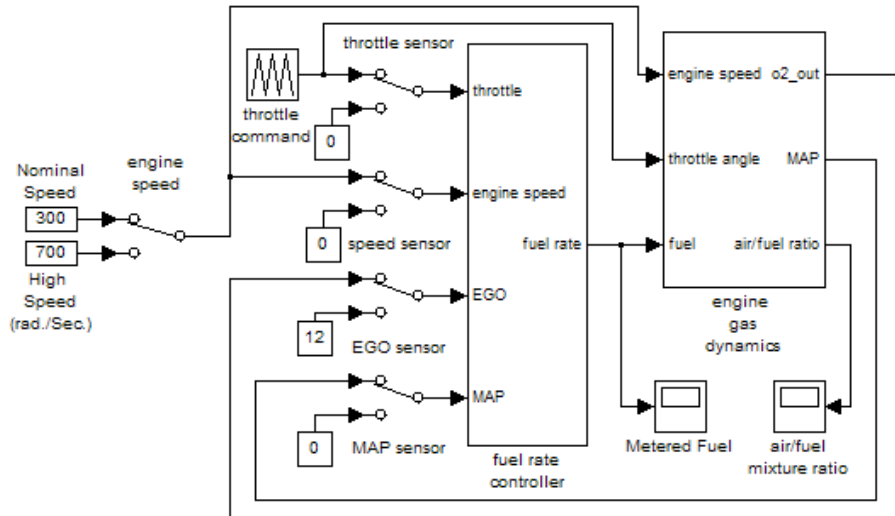 throttle sensor
throttle
command
0
throttle
engine speed
o2_out
throttle angle
MAP
fuel
air/fuel ratio
engine
gas
dynamics
Nominal
Speed
300
700
High
Speed
(rad./Sec.)
engine
speed
engine speed
0
speed sensor
fuel rate
EGO
12
EGO sensor
MAP
0
MAP sensor
fuel rate
controller
Metered Fuel
air/fuel
mixture ratio